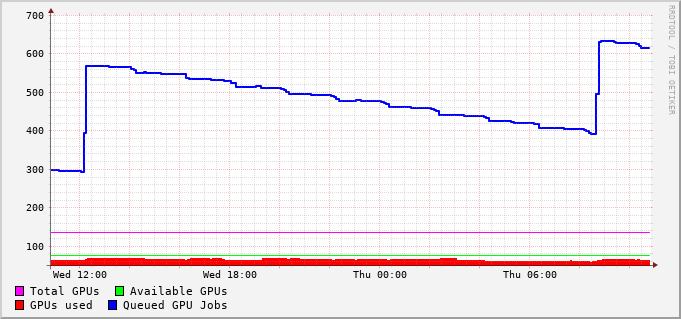 RRDTOOL / TOBI OETIKER
700
600
500
400
300
200
100
Wed 12:00 Wed 18:00 Thu 00:00 Thu 06:00
Total GPUs Available GPUs
GPUs used Queued GPU Jobs